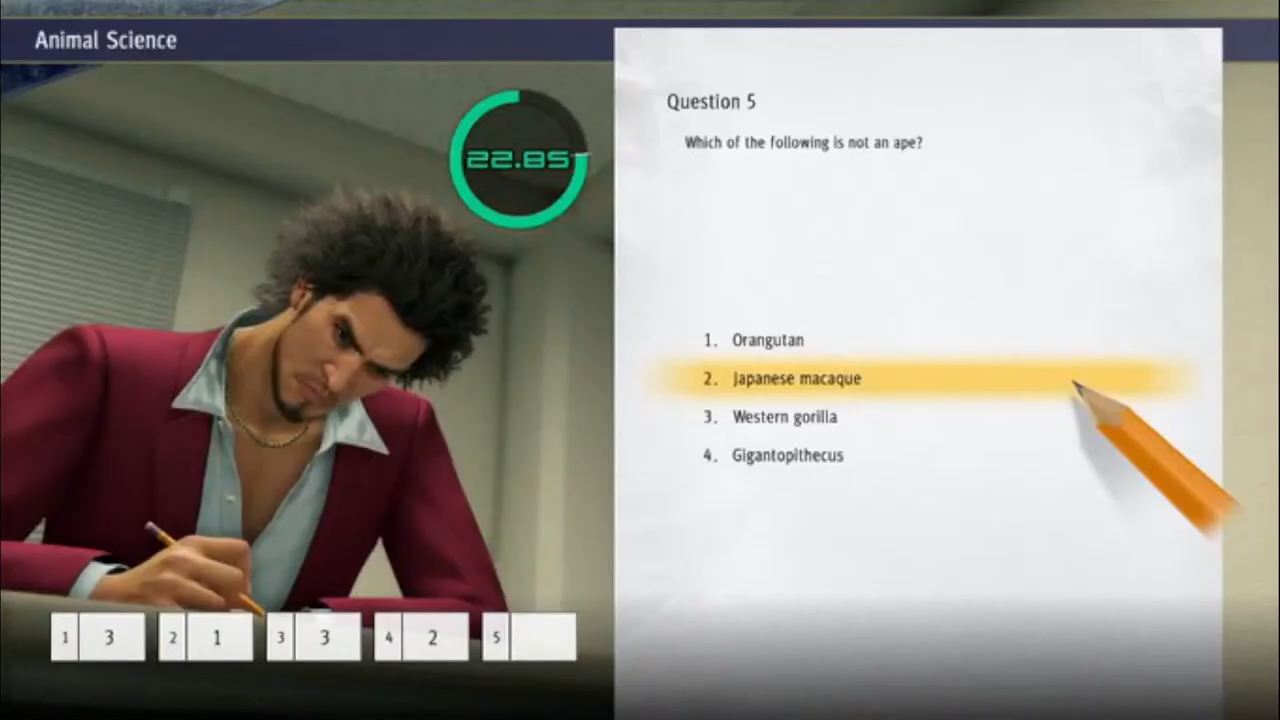 Animal Science
22.85
Question 5
Which of the following is not an ape?
1. Orangutan
2. Japanese macaque
3. Western gorilla
4. Gigantopithecus
1 3 2 1 3 3 4 2 5